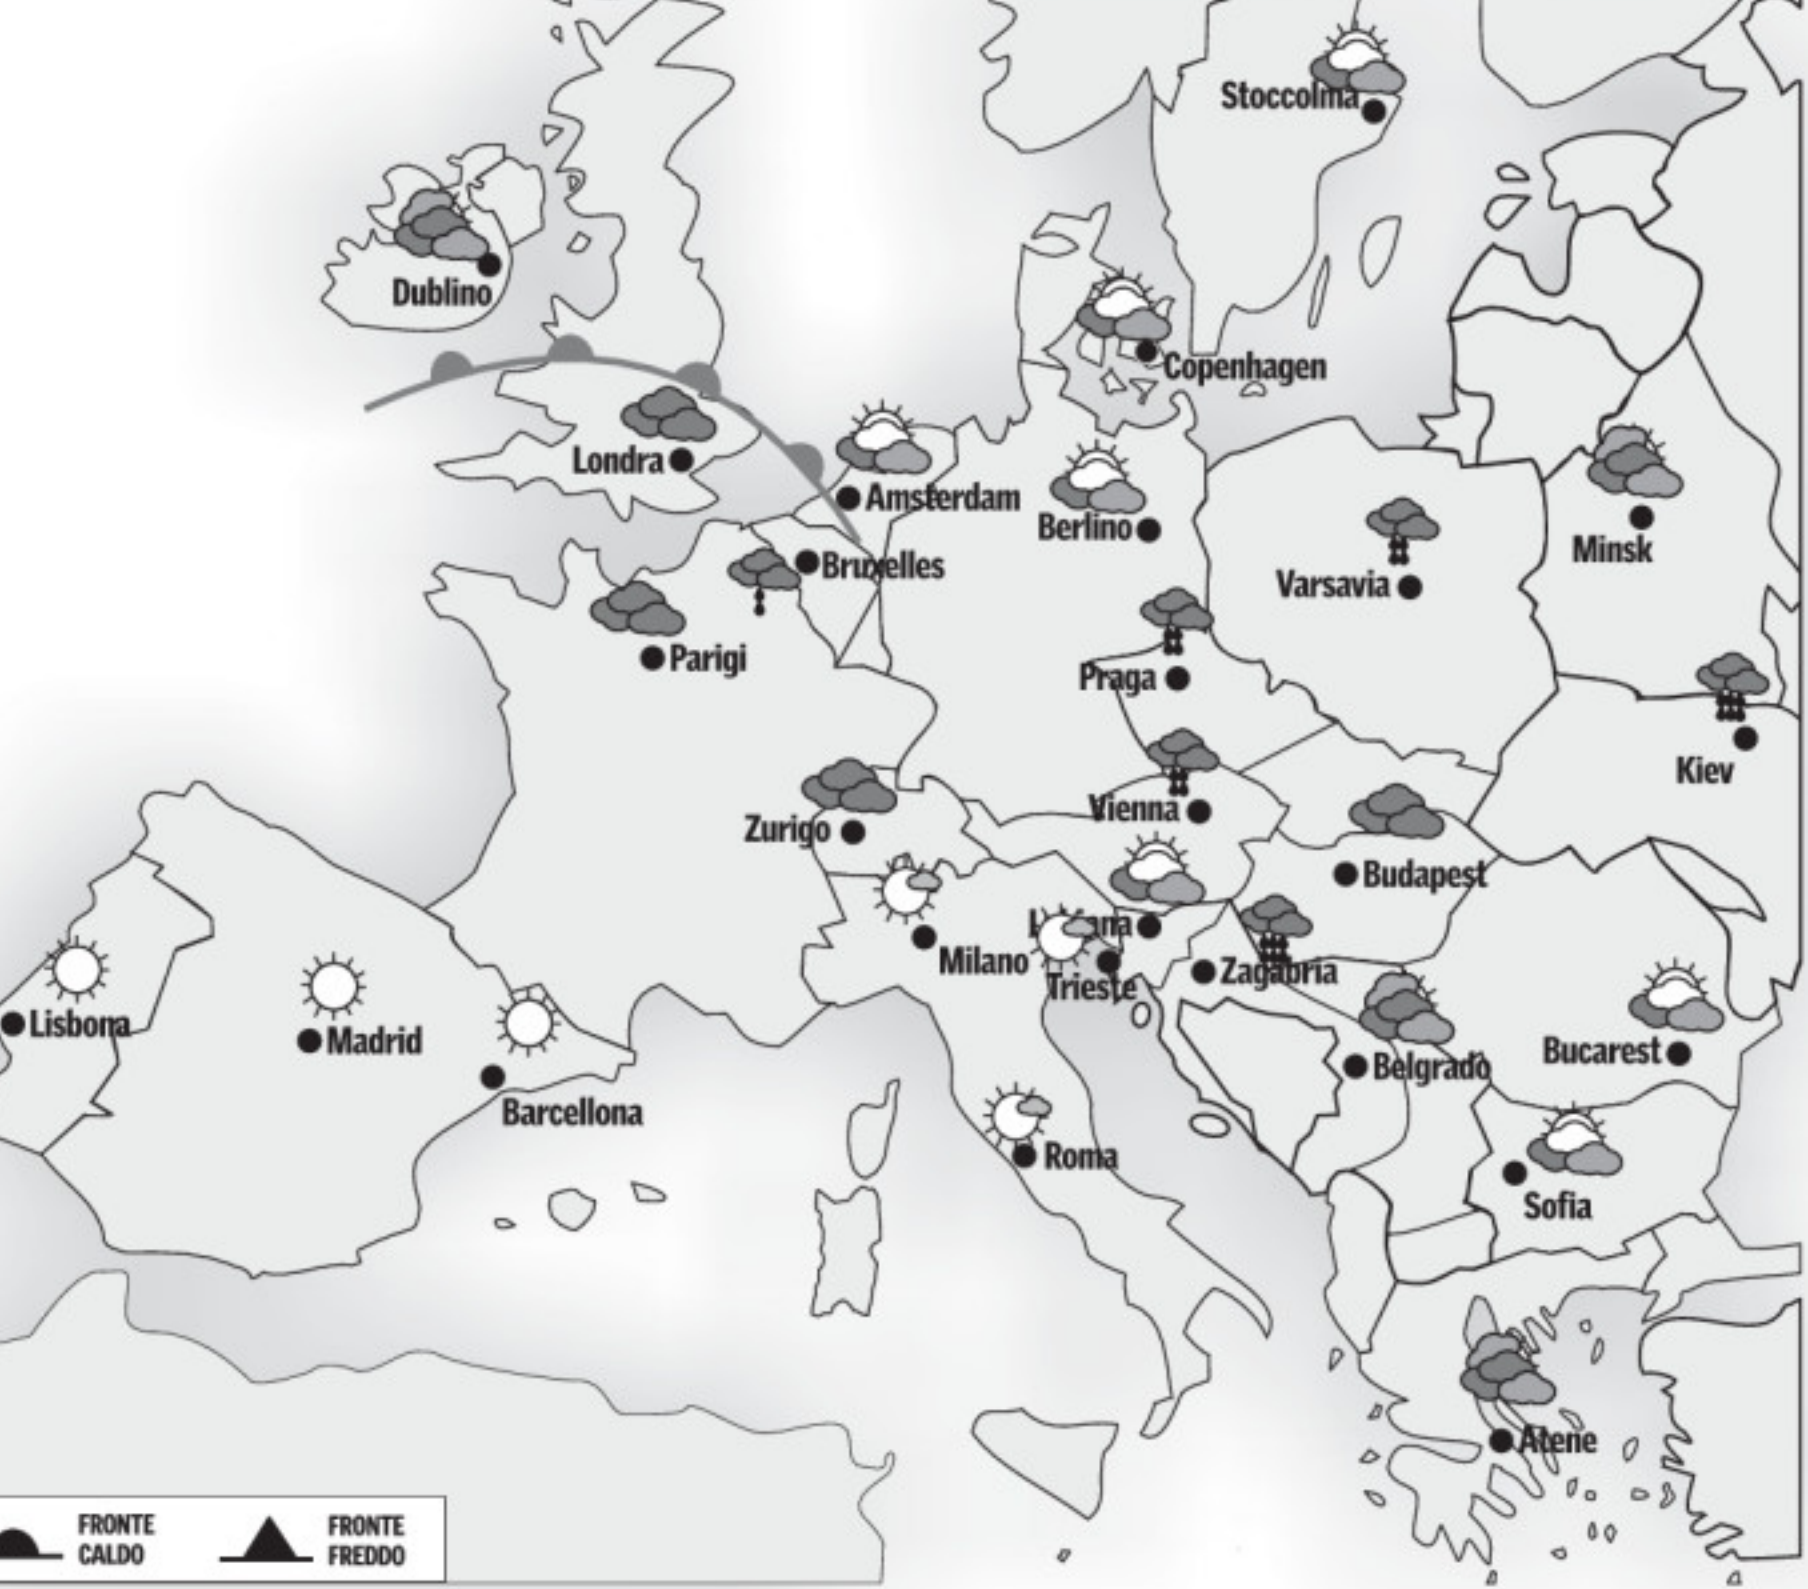 Stoccolma
Dublino
Copenhagen
Londra
Amsterdam
Berlino
Minsk
Bruxelles
Varsavia
Parigi
Praga
Kiev
Vienna
Zurigo
Budapest
Milano
Trieste
Zagabria
Lisbona
Madrid
Belgrado
Bucarest
Barcellona
Roma
Sofia
Atene
FRONTE
CALDO
FRONTE
FREDDO